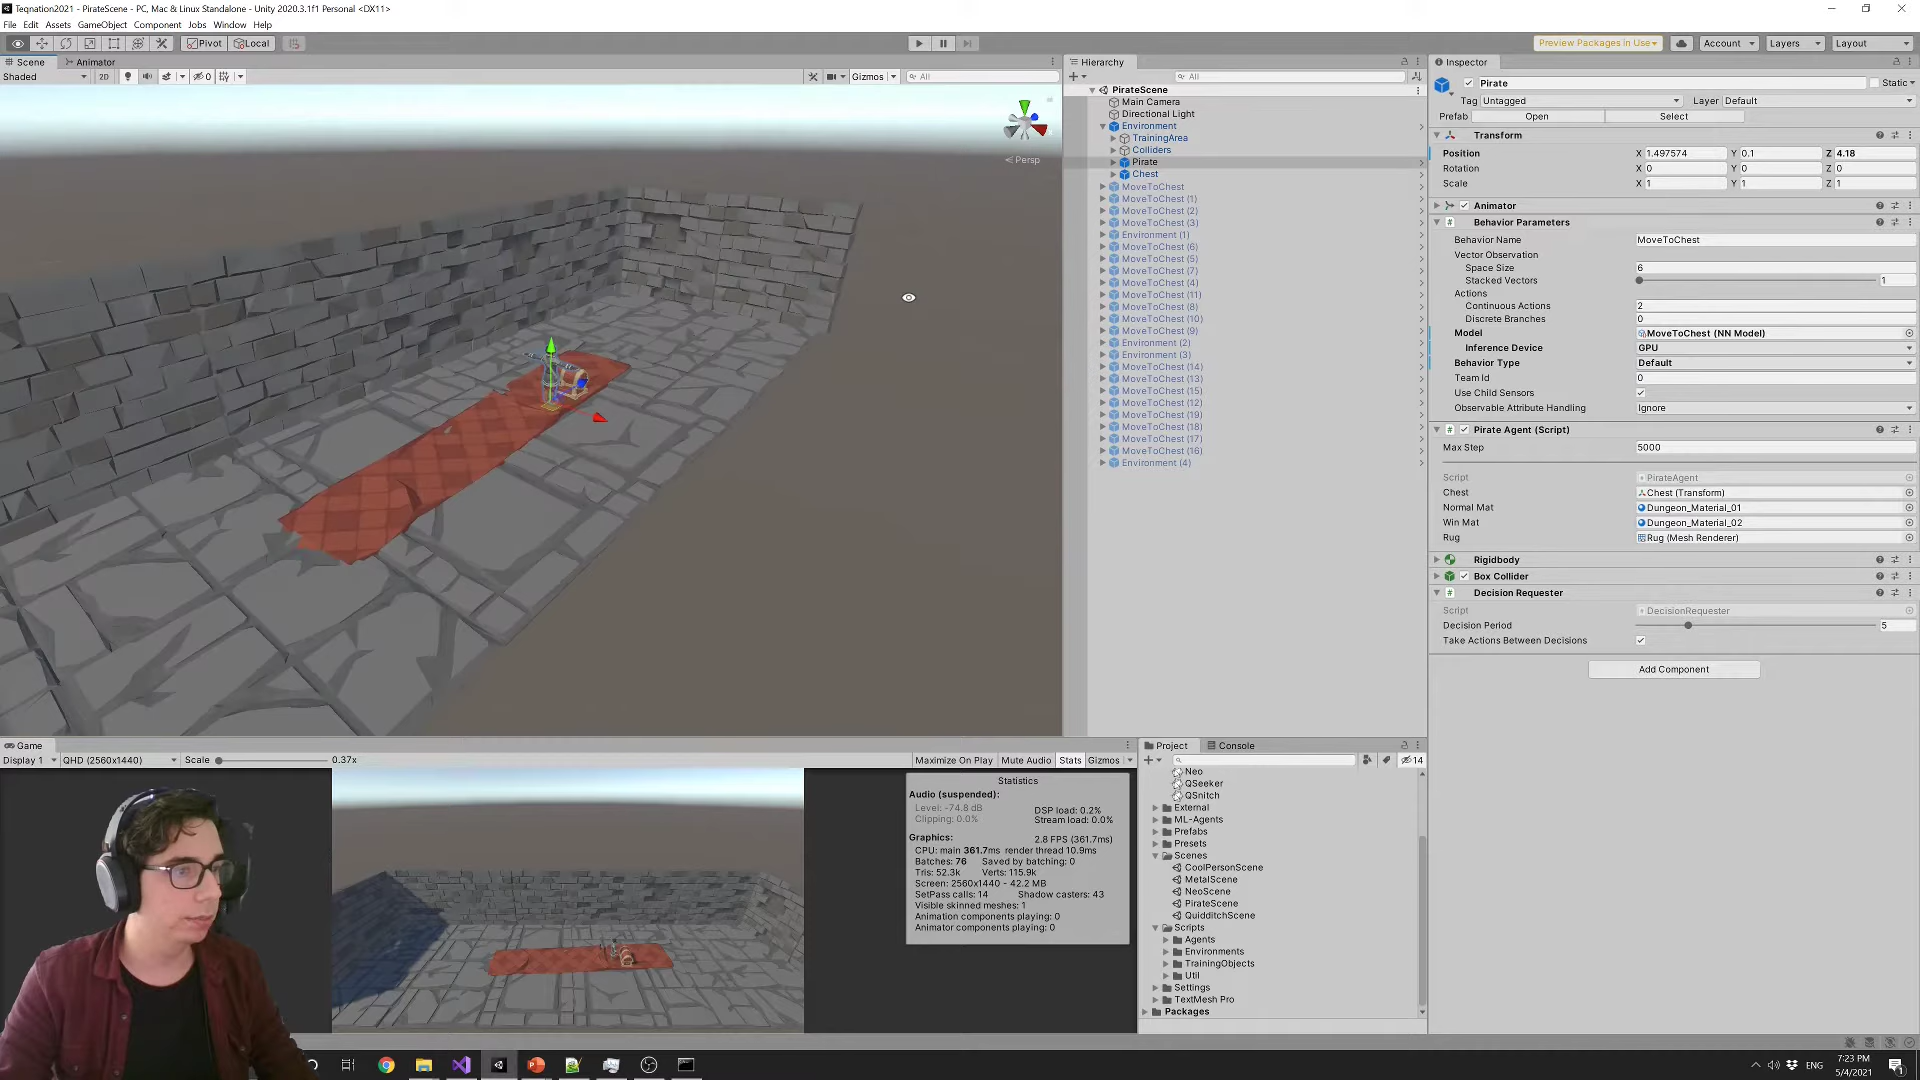 Teqnation2021 - PirateScene - PC, Mac & Linux Standalone - Unity 2020.3.1f1 Personal <DX11>
File Edit Assets GameObject Component Jobs Window Help
Pivot Local
Preview Packages in Use Account Layers Layout
Scene Animator
Shaded 2D 0 Gizmos All
Persp
Hierarchy
All
PirateScene
Main Camera
Directional Light
Environment
TrainingArea
Colliders
Pirate
Chest
MoveToChest
MoveToChest (1)
MoveToChest (2)
MoveToChest (3)
Environment (1)
MoveToChest (6)
MoveToChest (5)
MoveToChest (7)
MoveToChest (4)
MoveToChest (11)
MoveToChest (8)
MoveToChest (10)
MoveToChest (9)
Environment (2)
Environment (3)
MoveToChest (14)
MoveToChest (13)
MoveToChest (15)
MoveToChest (12)
MoveToChest (19)
MoveToChest (18)
MoveToChest (17)
MoveToChest (16)
Environment (4)
Inspector
Pirate Static
Tag Untagged Layer Default
Prefab Open Select
Transform
Position X 1.497574 Y 0.1 Z 4.18
Rotation X 0 Y 0 Z 0
Scale X 1 Y 1 Z 1
Animator
Behavior Parameters
Behavior Name MoveToChest
Vector Observation
Space Size 6
Stacked Vectors 1
Actions
Continuous Actions 2
Discrete Branches 0
Model MoveToChest (NN Model)
Inference Device GPU
Behavior Type Default
Team Id 0
Use Child Sensors
Observable Attribute Handling Ignore
Pirate Agent (Script)
Max Step 5000
Script PirateAgent
Chest Chest (Transform)
Normal Mat Dungeon_Material_01
Win Mat Dungeon_Material_02
Rug Rug (Mesh Renderer)
Rigidbody
Box Collider
Decision Requester
Script DecisionRequester
Decision Period 5
Take Actions Between Decisions
Add Component
Game
Display 1 QHD (2560x1440) Scale 0.37x Maximize On Play Mute Audio Stats Gizmos
Statistics
Audio (suspended):
Level: -74.8 dB DSP load: 0.2%
Clipping: 0.0% Stream load: 0.0%
Graphics: 2.8 FPS (361.7ms)
CPU: main 361.7ms render thread 10.9ms
Batches: 76 Saved by batching: 0
Tris: 52.3k Verts: 115.9k
Screen: 2560x1440 - 42.2 MB
SetPass calls: 14 Shadow casters: 43
Visible skinned meshes: 1
Animation components playing: 0
Animator components playing: 0
Project Console
14
Neo
QSeeker
QSnitch
External
ML-Agents
Prefabs
Presets
Scenes
CoolPersonScene
MetalScene
NeoScene
PirateScene
QuidditchScene
Scripts
Agents
Environments
TrainingObjects
Util
Settings
TextMesh Pro
Packages
ENG
7:23 PM
5/4/2021
1